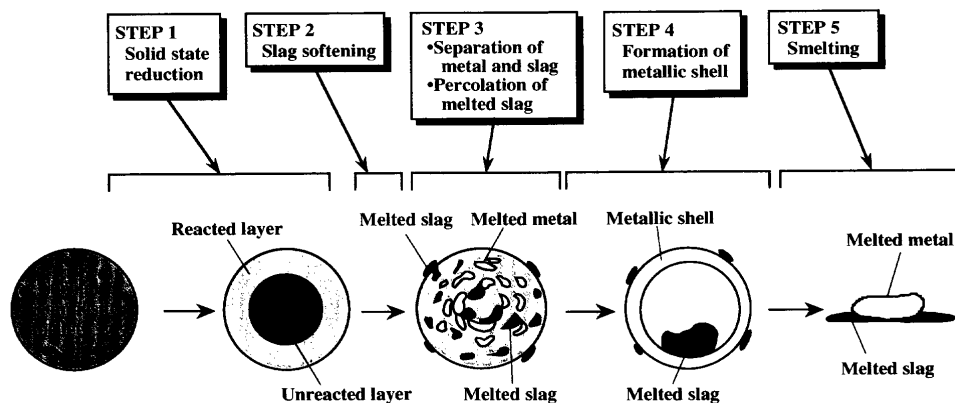 STEP 1
Solid state
reduction
STEP 2
Slag softening
STEP 3
•Separation of
metal and slag
•Percolation of
melted slag
STEP 4
Formation of
metallic shell
STEP 5
Smelting
Reacted layer
Unreacted layer
Melted slag
Melted metal
Melted slag
Metallic shell
Melted slag
Melted metal
Melted slag